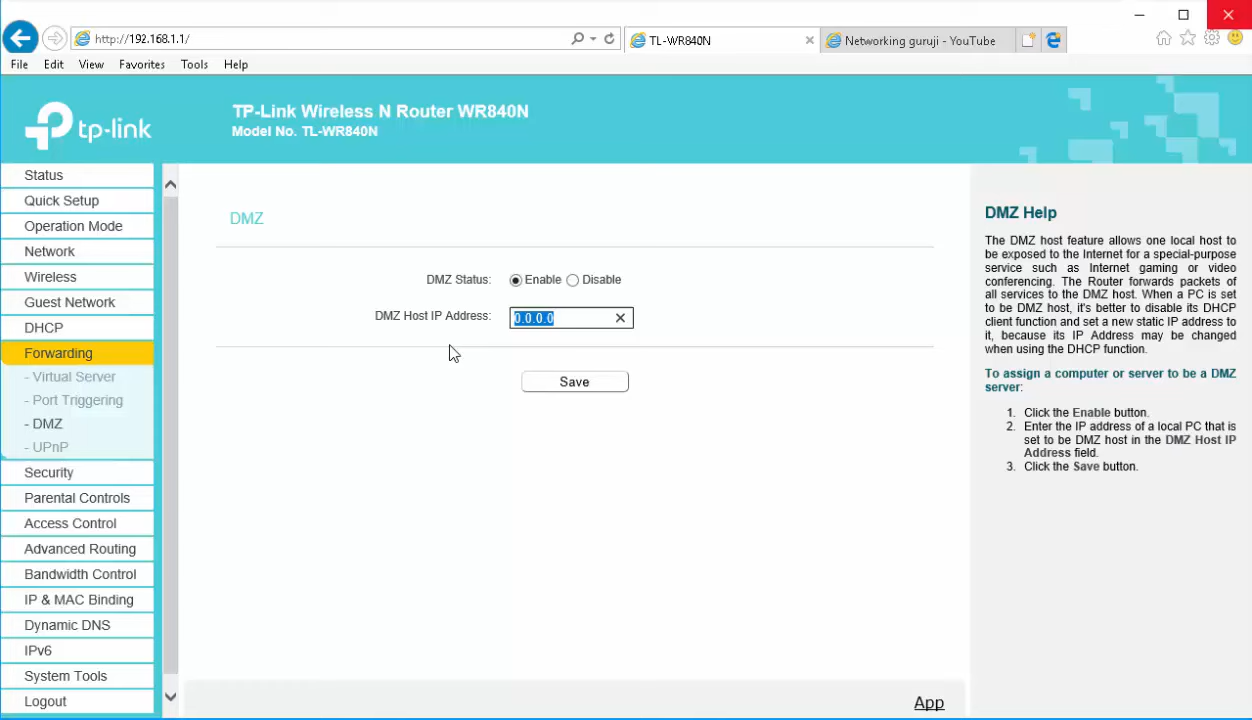 http://192.168.1.1/
TL-WR840N
Networking guruji - YouTube
File Edit View Favorites Tools Help
tp-link
TP-Link Wireless N Router WR840N
Model No. TL-WR840N
Status
Quick Setup
Operation Mode
Network
Wireless
Guest Network
DHCP
Forwarding
- Virtual Server
- Port Triggering
- DMZ
- UPnP
Security
Parental Controls
Access Control
Advanced Routing
Bandwidth Control
IP & MAC Binding
Dynamic DNS
IPv6
System Tools
Logout
DMZ
DMZ Status: Enable Disable
DMZ Host IP Address: 0.0.0.0
Save
App
DMZ Help
The DMZ host feature allows one local host to
be exposed to the Internet for a special-purpose
service such as Internet gaming or video
conferencing. The Router forwards packets of
all services to the DMZ host. When a PC is set
to be DMZ host, it's better to disable its DHCP
client function and set a new static IP address to
it, because its IP Address may be changed
when using the DHCP function.
To assign a computer or server to be a DMZ
server:
1. Click the Enable button.
2. Enter the IP address of a local PC that is
set to be DMZ host in the DMZ Host IP
Address field.
3. Click the Save button.